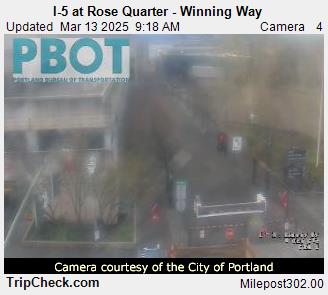 I-5 at Rose Quarter - Winning Way
Updated Mar 13 2025 9:18 AM Camera 4
PBOT
PORTLAND BUREAU OF TRANSPORTATION
Camera courtesy of the City of Portland
TripCheck.com Milepost302.00